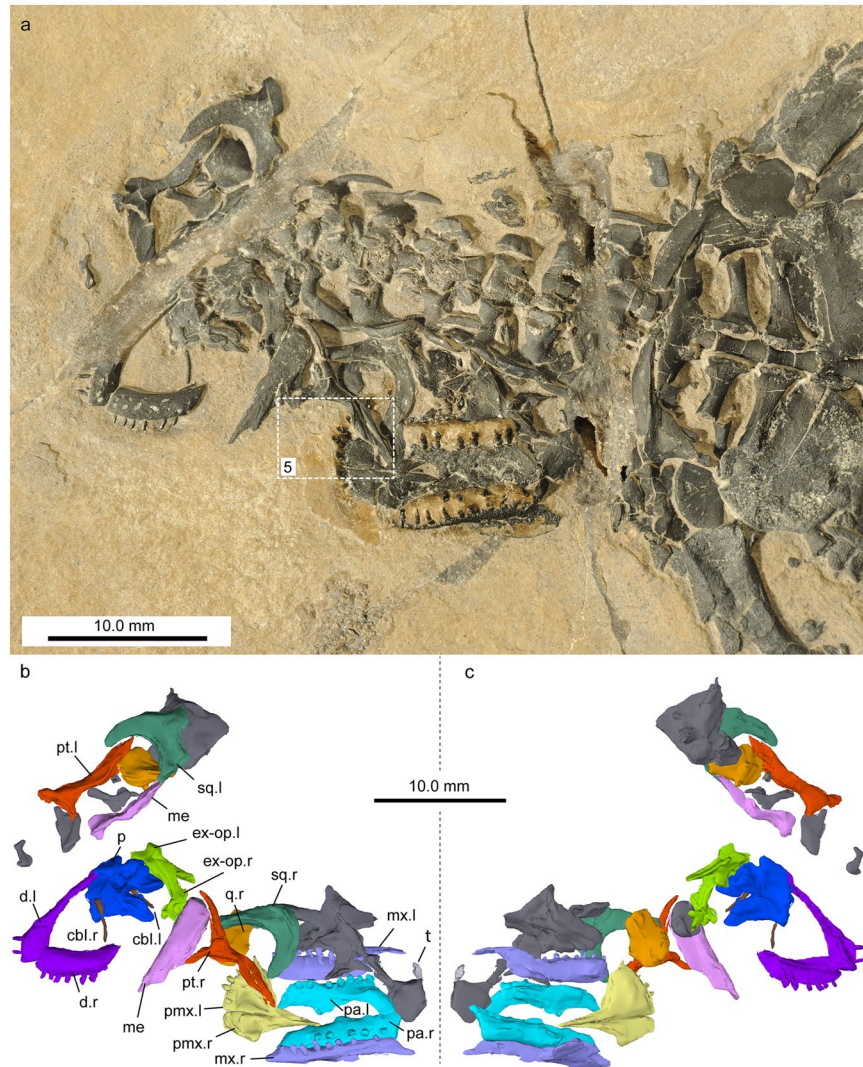 a
5
10.0 mm
b
c
pt.l
10.0 mm
sq.l
me
ex-op.l
p
ex-op.r
sq.r
q.r
mx.l
d.l
cbl.r
cbl.l
t
pt.r
d.r
pmx.l
me
pa.l
pa.r
pmx.r
mx.r